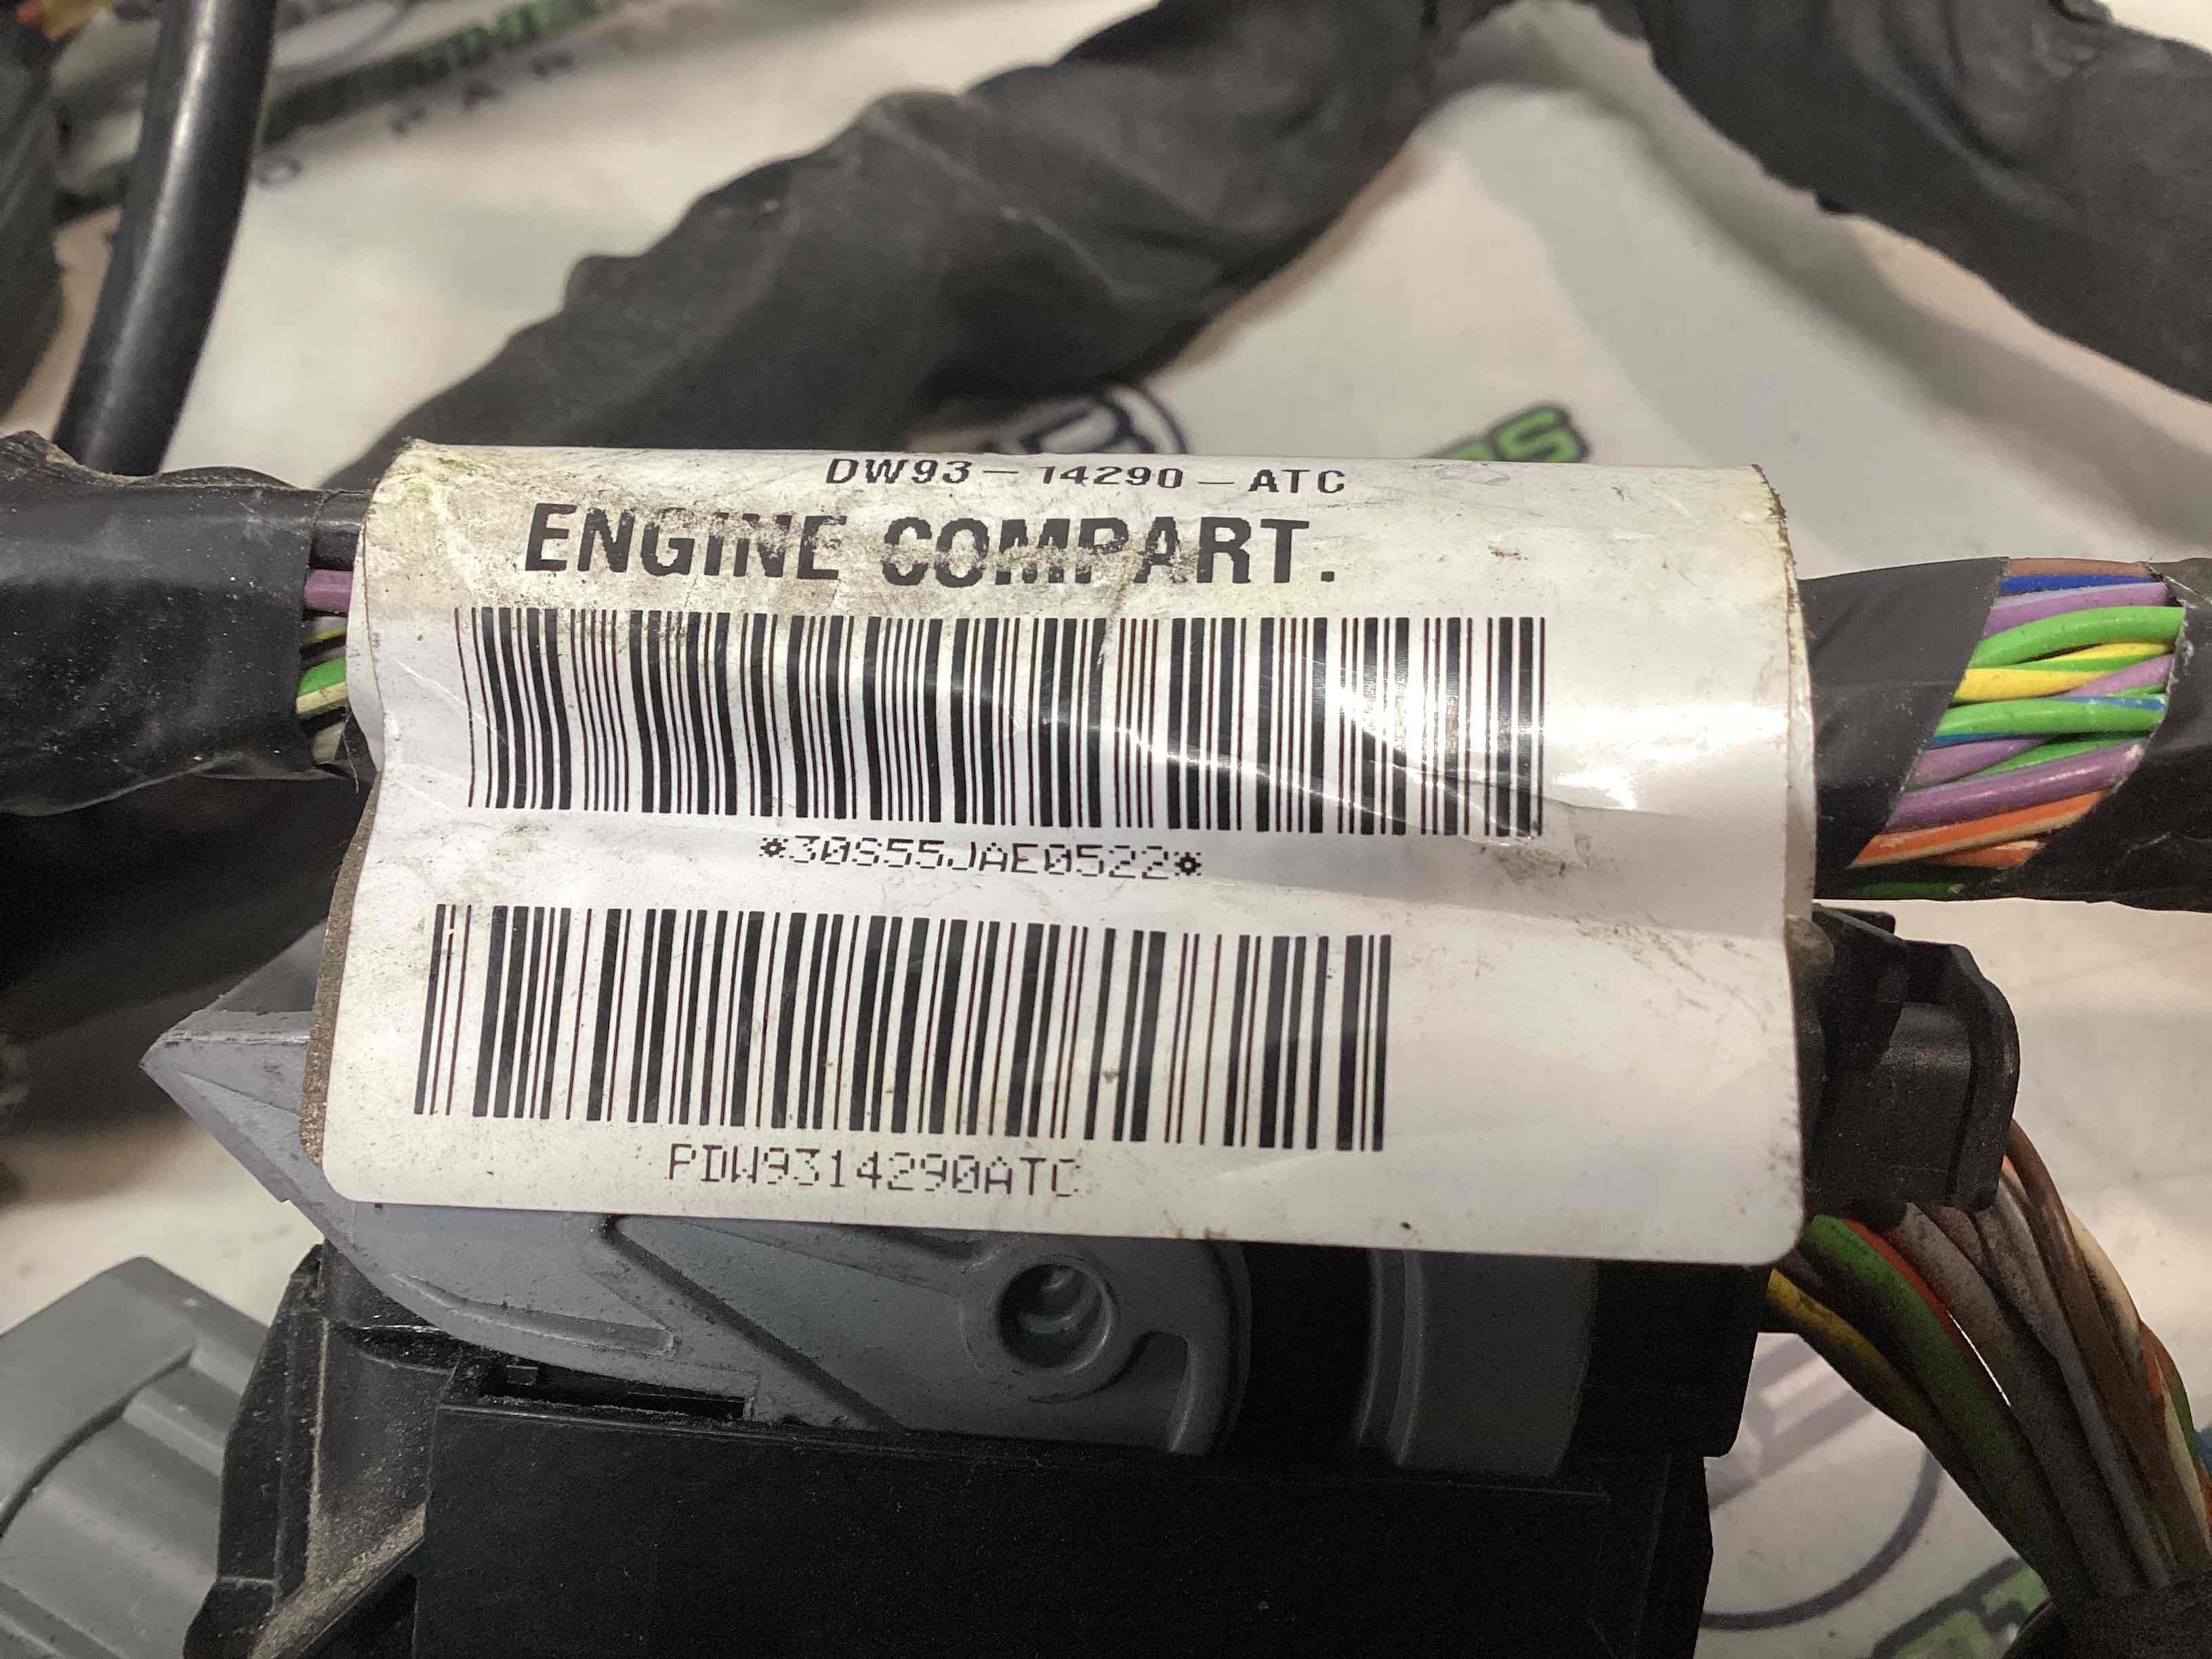 DW93-14290-ATC
ENGINE COMPART.
*30S55JAE0522*
PDW9314290ATC